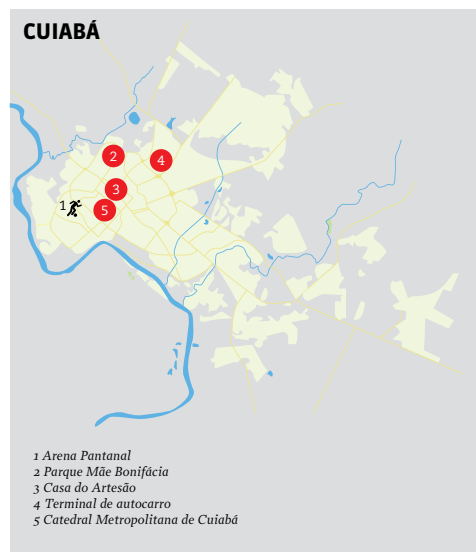 CUIABÁ
2
4
3
1
5
1 Arena Pantanal
2 Parque Mãe Bonifácia
3 Casa do Artesão
4 Terminal de autocarro
5 Catedral Metropolitana de Cuiabá